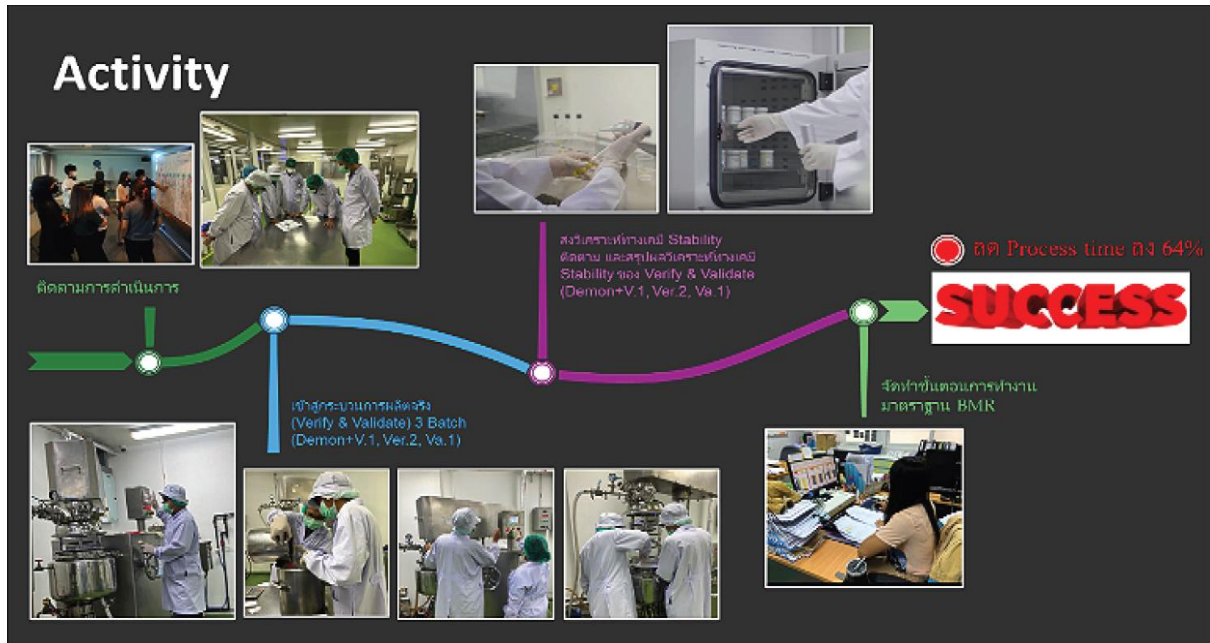 Activity
ติดตามการดำเนินการ
เข้าสู่กระบวนการผลิตจริง
(Verify & Validate) 3 Batch
(Demon+V.1, Ver.2, Va.1)
ส่งวิเคราะห์ทางเคมี Stability
ติดตาม และสรุปผลวิเคราะห์ทางเคมี
Stability ของ Verify & Validate
(Demon+V.1, Ver.2, Va.1)
จัดทำขั้นตอนการทำงาน
มาตราฐาน BMR
ลด Process time ลง 64%
SUCCESS